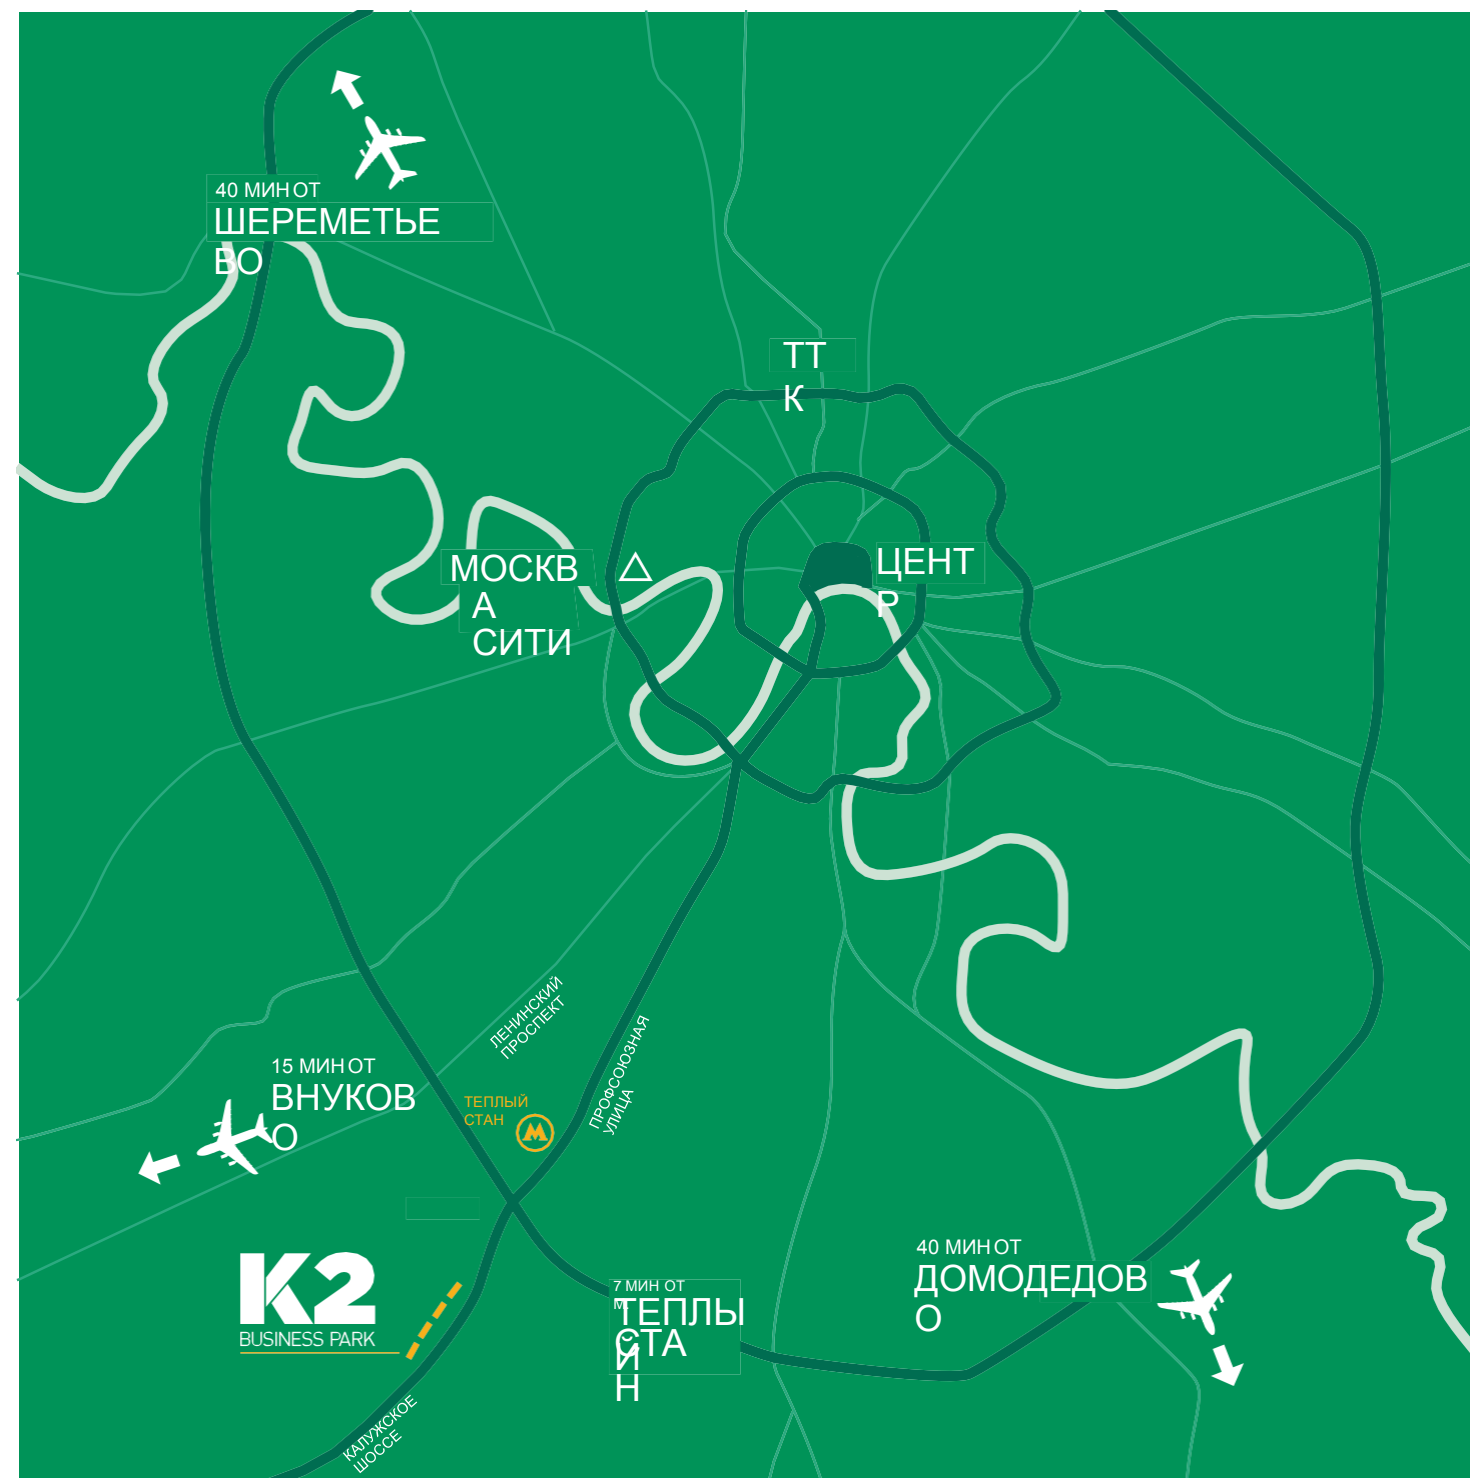 40 МИН ОТ
ШЕРЕМЕТЬЕ
ВО
ТТ
К
ЦЕНТ
Р
МОСКВ
А
СИТИ
ЛЕНИНСКИЙ
ПРОСПЕКТ
ПРОФСОЮЗНАЯ
УЛИЦА
15 МИН ОТ
ВНУКОВ
О
ТЕПЛЫЙ
СТАН
М
K2
BUSINESS PARK
7 МИН ОТ
М.
ТЕПЛЫ
Й
СТА
Н
40 МИН ОТ
ДОМОДЕДОВ
О
КАЛУЖСКОЕ
ШОССЕ